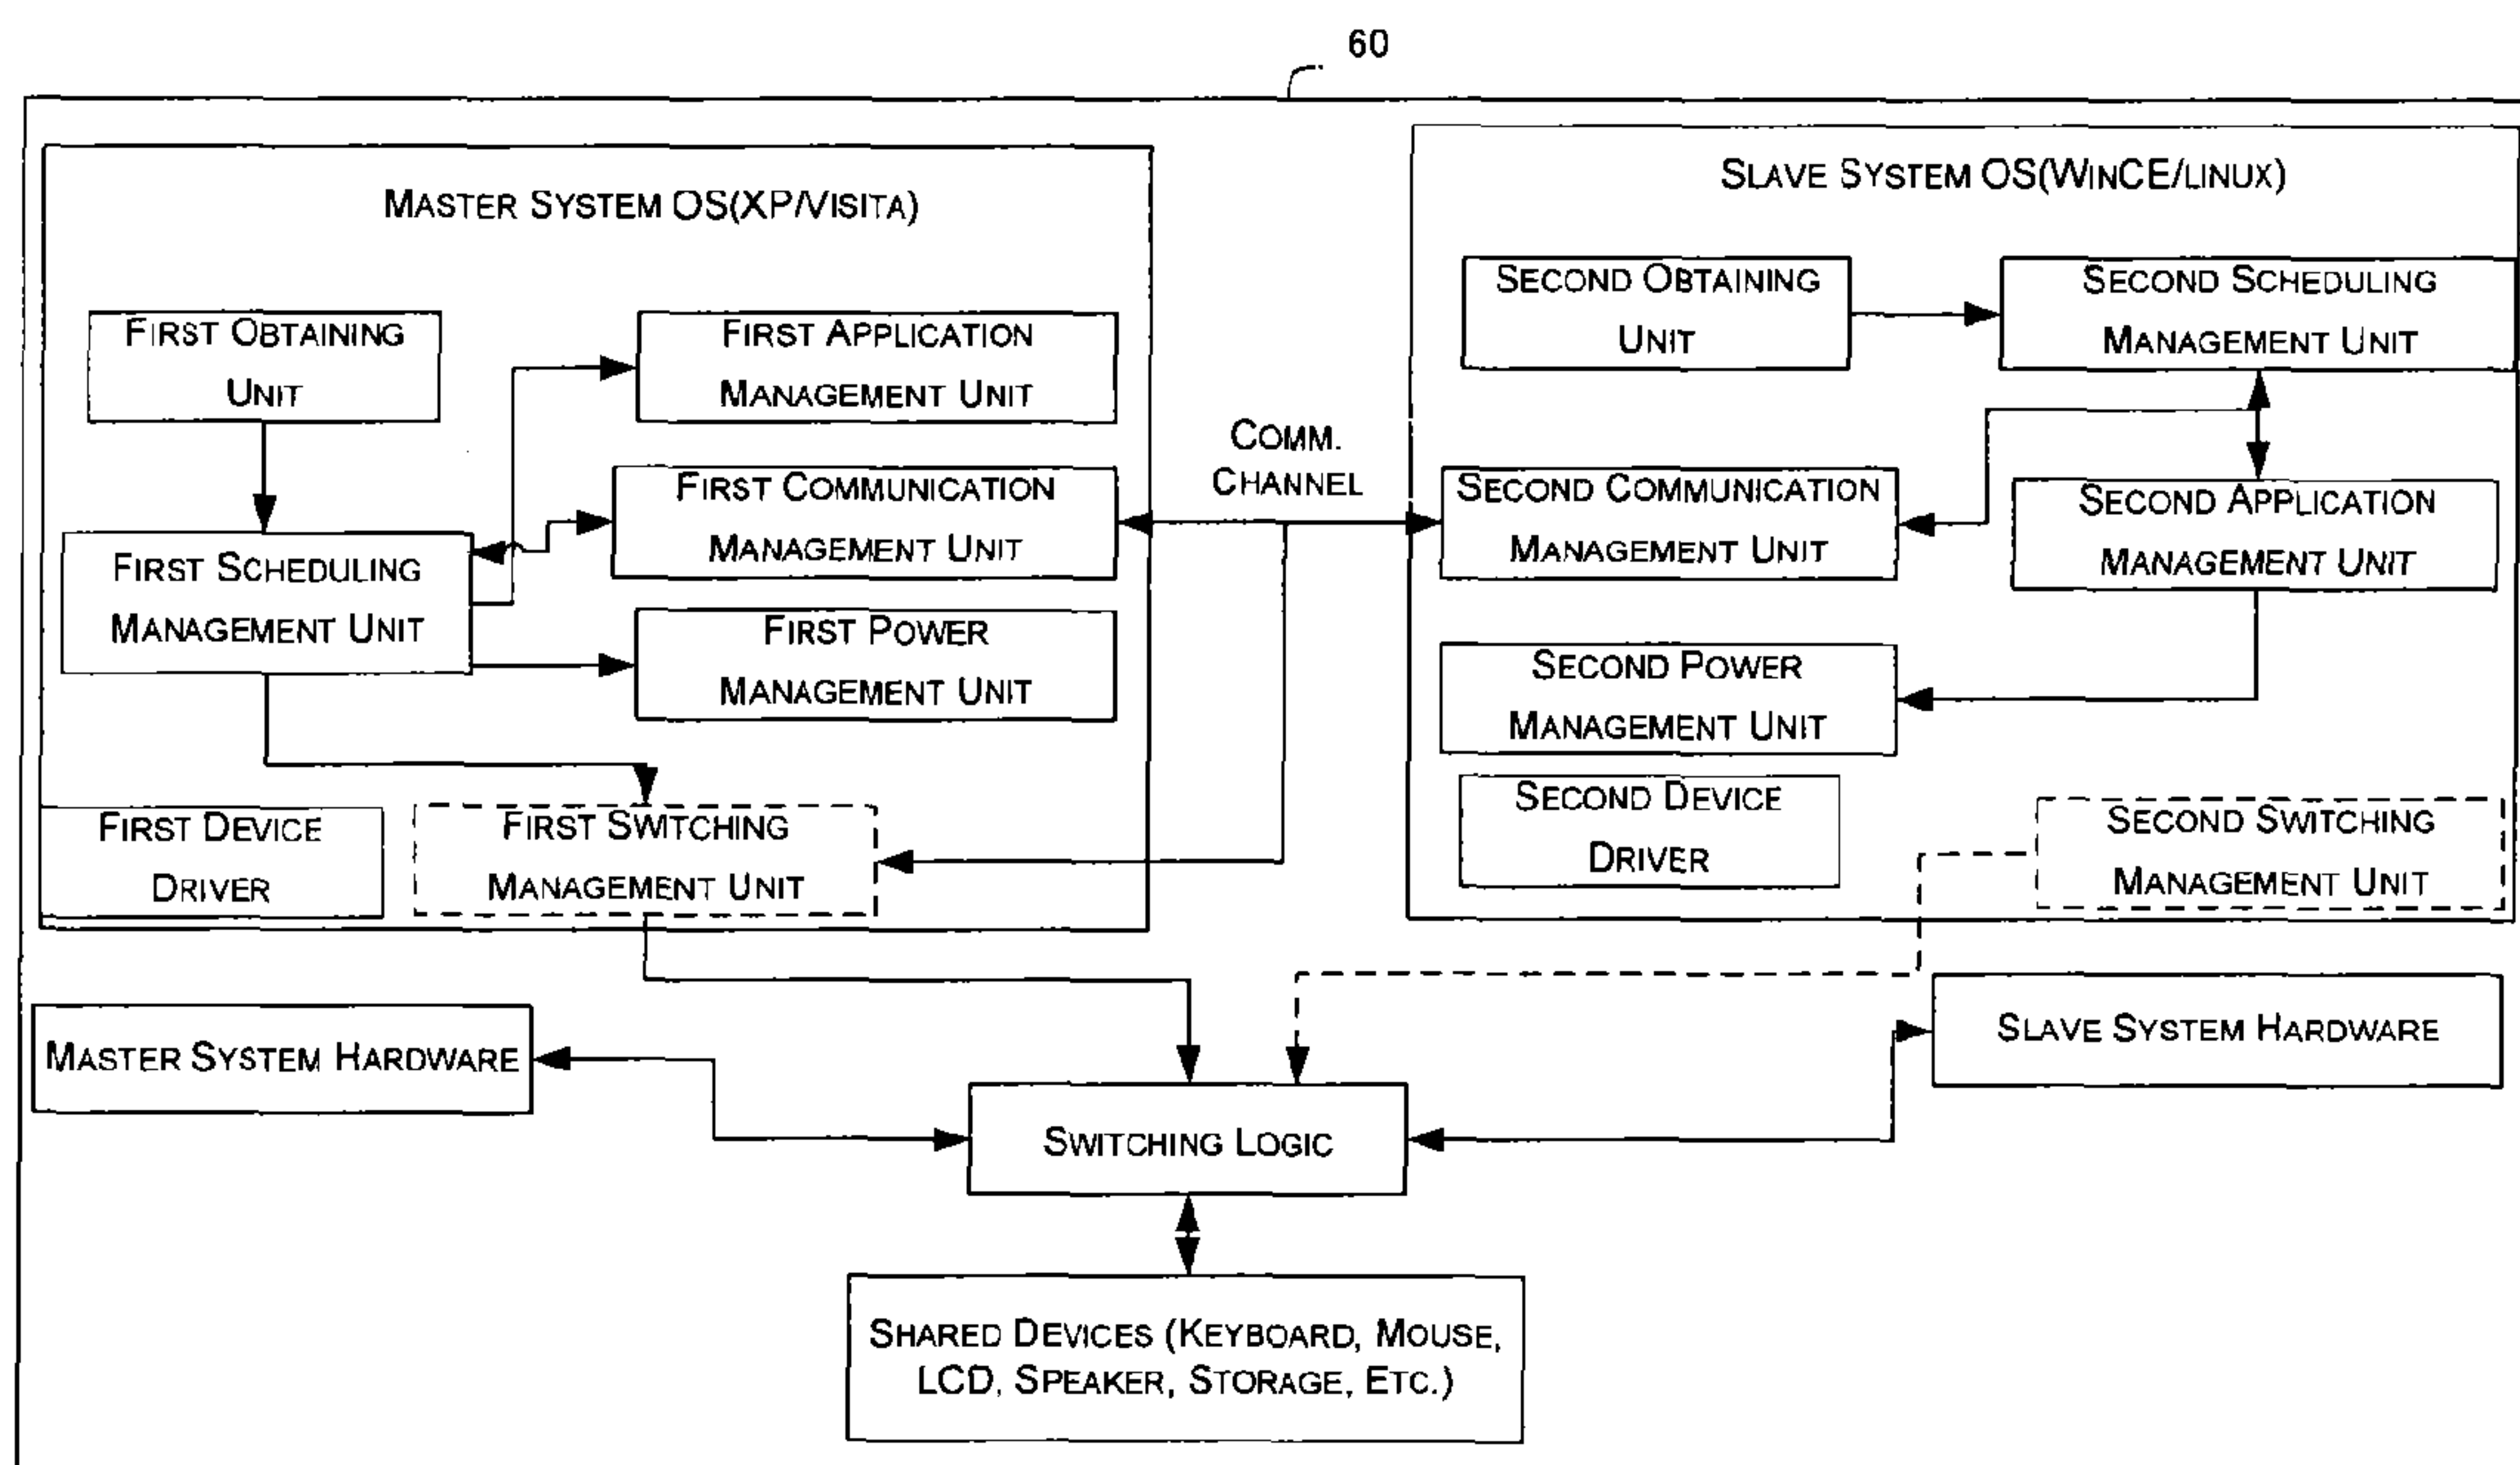 60
MASTER SYSTEM OS(XP/VISITA)
FIRST OBTAINING
UNIT
FIRST APPLICATION
MANAGEMENT UNIT
FIRST COMMUNICATION
MANAGEMENT UNIT
FIRST SCHEDULING
MANAGEMENT UNIT
FIRST POWER
MANAGEMENT UNIT
FIRST DEVICE
DRIVER
FIRST SWITCHING
MANAGEMENT UNIT
COMM.
CHANNEL
SLAVE SYSTEM OS(WINCE/LINUX)
SECOND OBTAINING
UNIT
SECOND SCHEDULING
MANAGEMENT UNIT
SECOND COMMUNICATION
MANAGEMENT UNIT
SECOND APPLICATION
MANAGEMENT UNIT
SECOND POWER
MANAGEMENT UNIT
SECOND DEVICE
DRIVER
SECOND SWITCHING
MANAGEMENT UNIT
MASTER SYSTEM HARDWARE
SLAVE SYSTEM HARDWARE
SWITCHING LOGIC
SHARED DEVICES (KEYBOARD, MOUSE,
LCD, SPEAKER, STORAGE, ETC.)